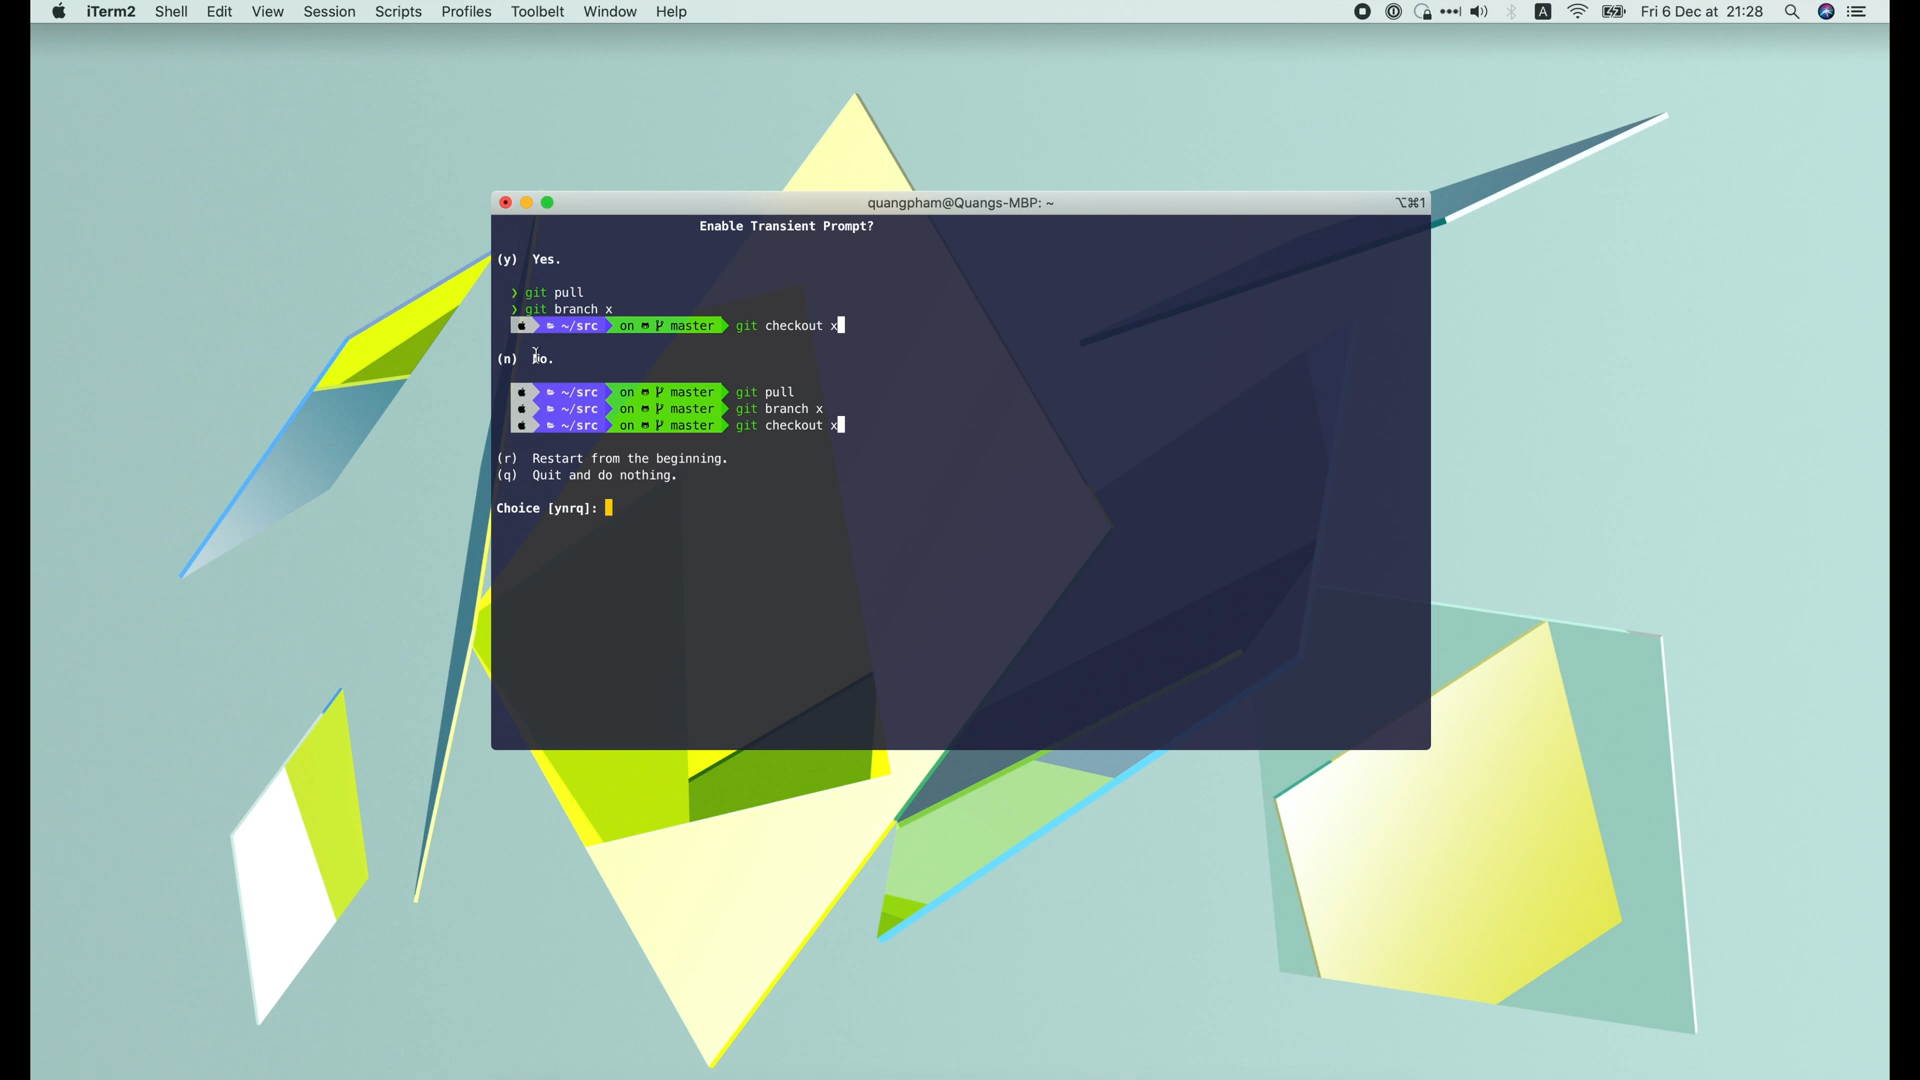 iTerm2 Shell Edit View Session Scripts Profiles Toolbelt Window Help A Fri 6 Dec at 21:28
quangpham@Quangs-MBP: ~ ⌥⌘1
Enable Transient Prompt?
(y) Yes.
❯ git pull
❯ git branch x
~/src on master git checkout x
(n) No.
~/src on master git pull
~/src on master git branch x
~/src on master git checkout x
(r) Restart from the beginning.
(q) Quit and do nothing.
Choice [ynrq]: